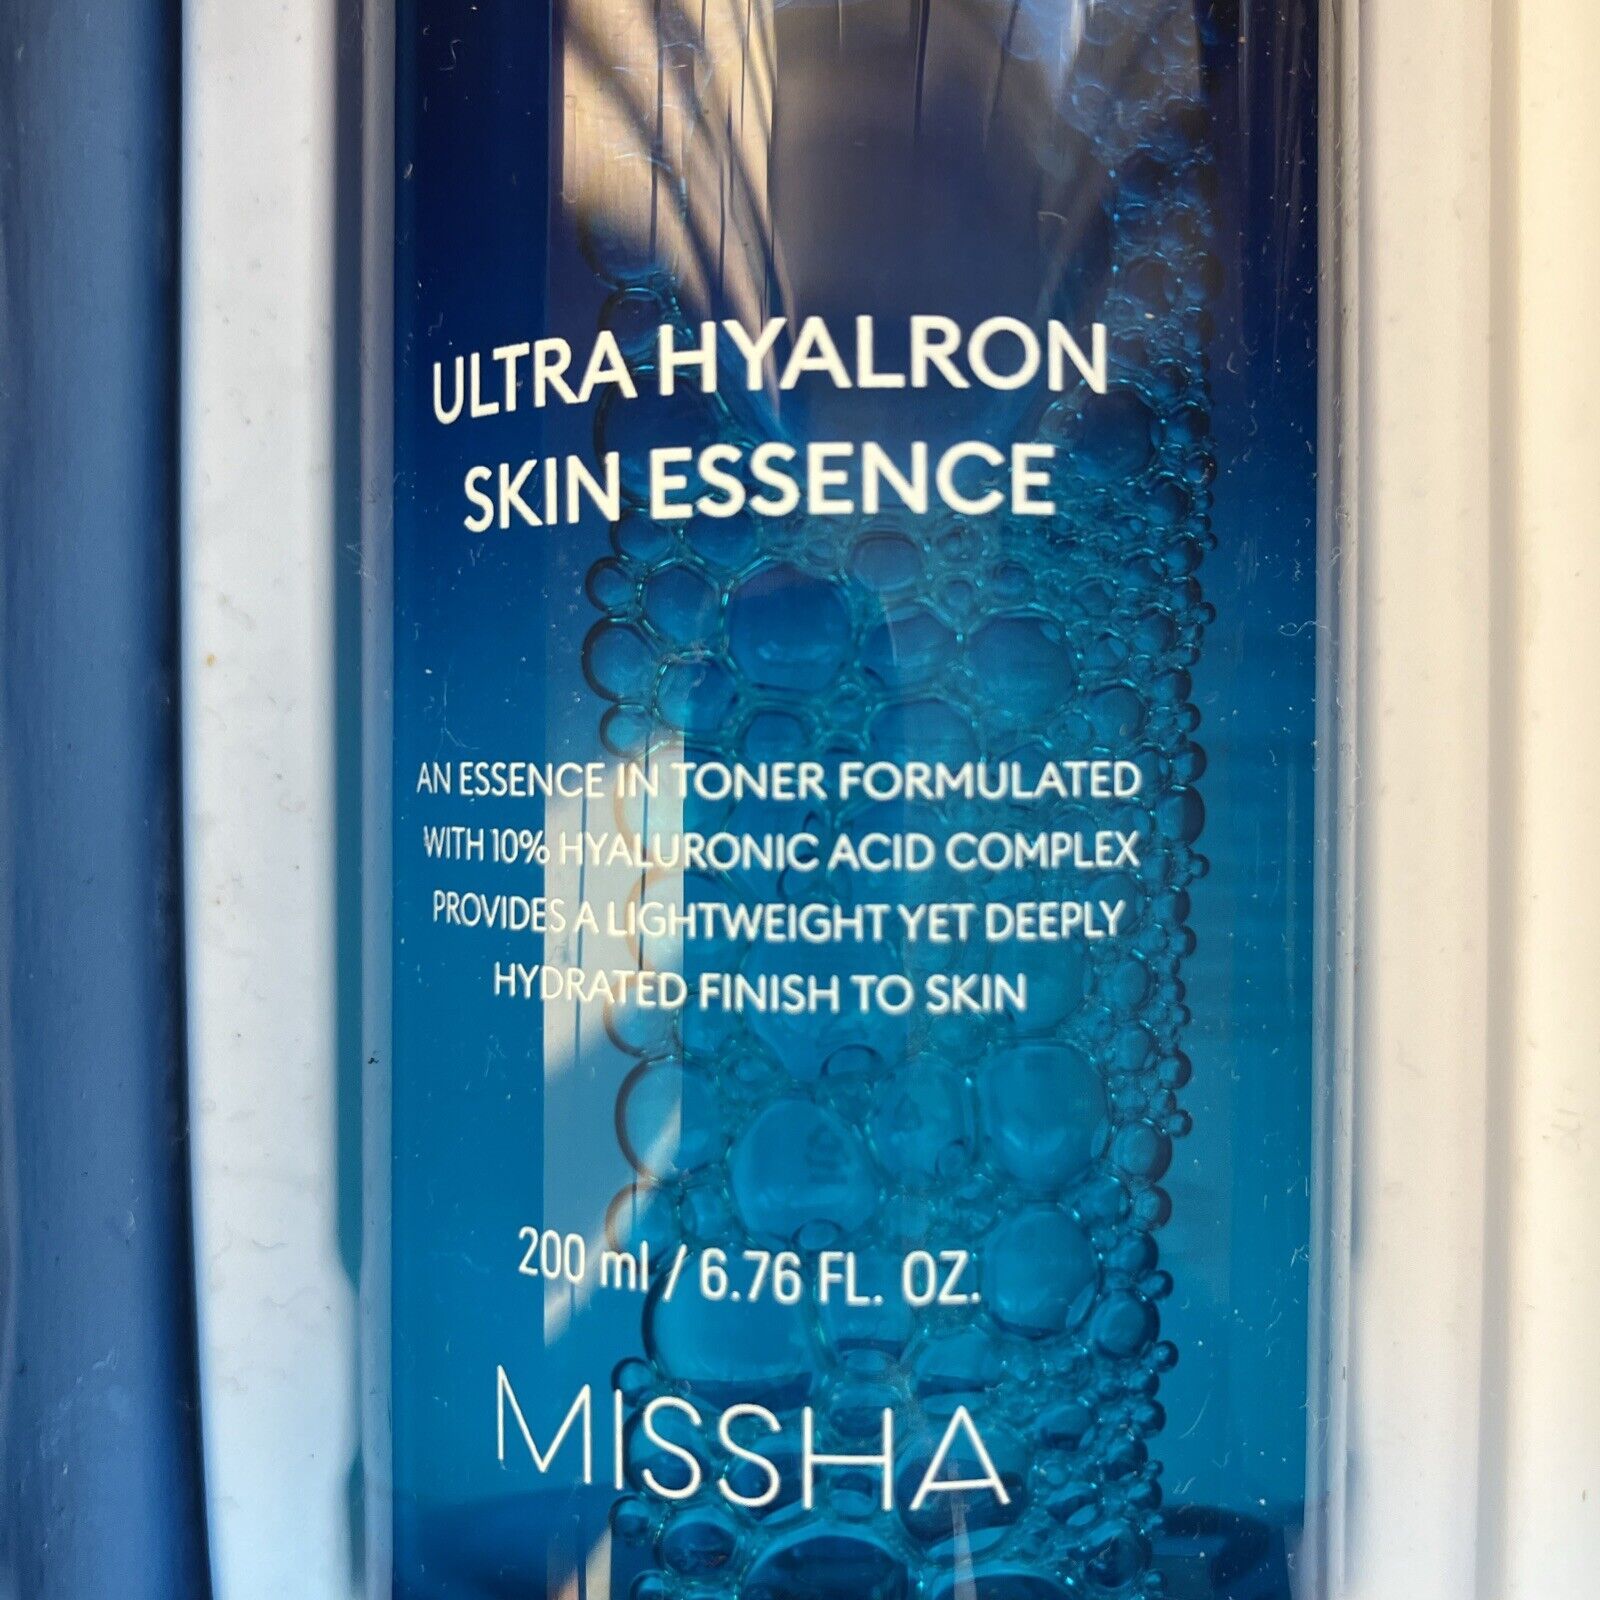 ULTRA HYALRON
SKIN ESSENCE
AN ESSENCE IN TONER FORMULATED
WITH 10% HYALURONIC ACID COMPLEX
PROVIDES A LIGHTWEIGHT YET DEEPLY
HYDRATED FINISH TO SKIN
200 ml / 6.76 FL. OZ.
MISSHA